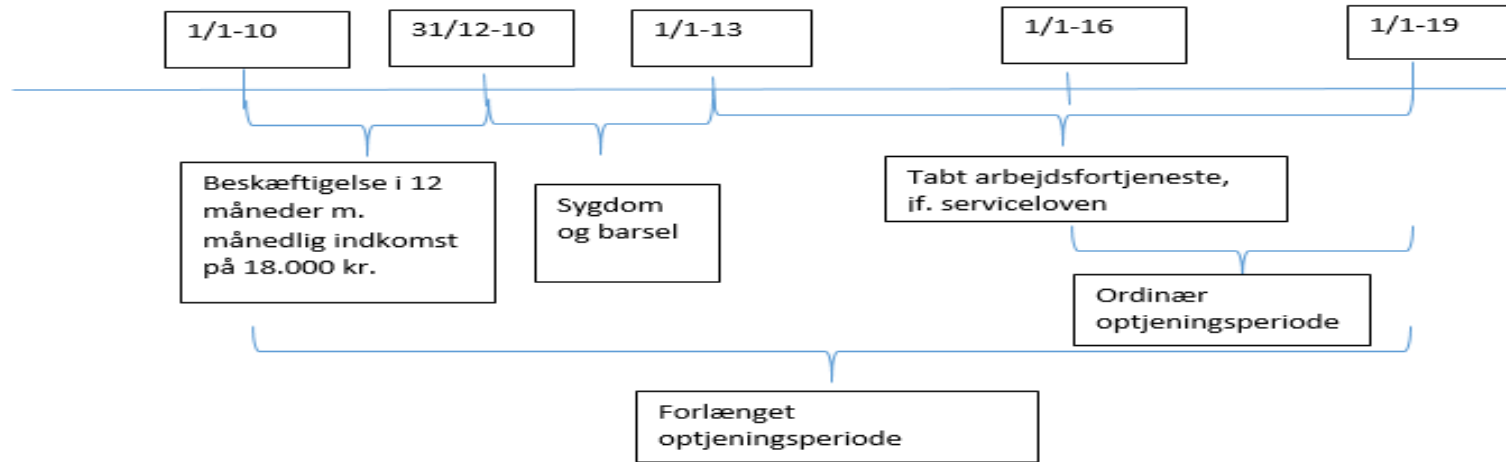 1/1-10
31/12-10
1/1-13
1/1-16
1/1-19
Beskæftigelse i 12
måneder m.
månedlig indkomst
på 18.000 kr.
Sygdom
og barsel
Tabt arbejdsfortjeneste,
jf. serviceloven
Ordinær
optjeningsperiode
Forlænget
optjeningsperiode